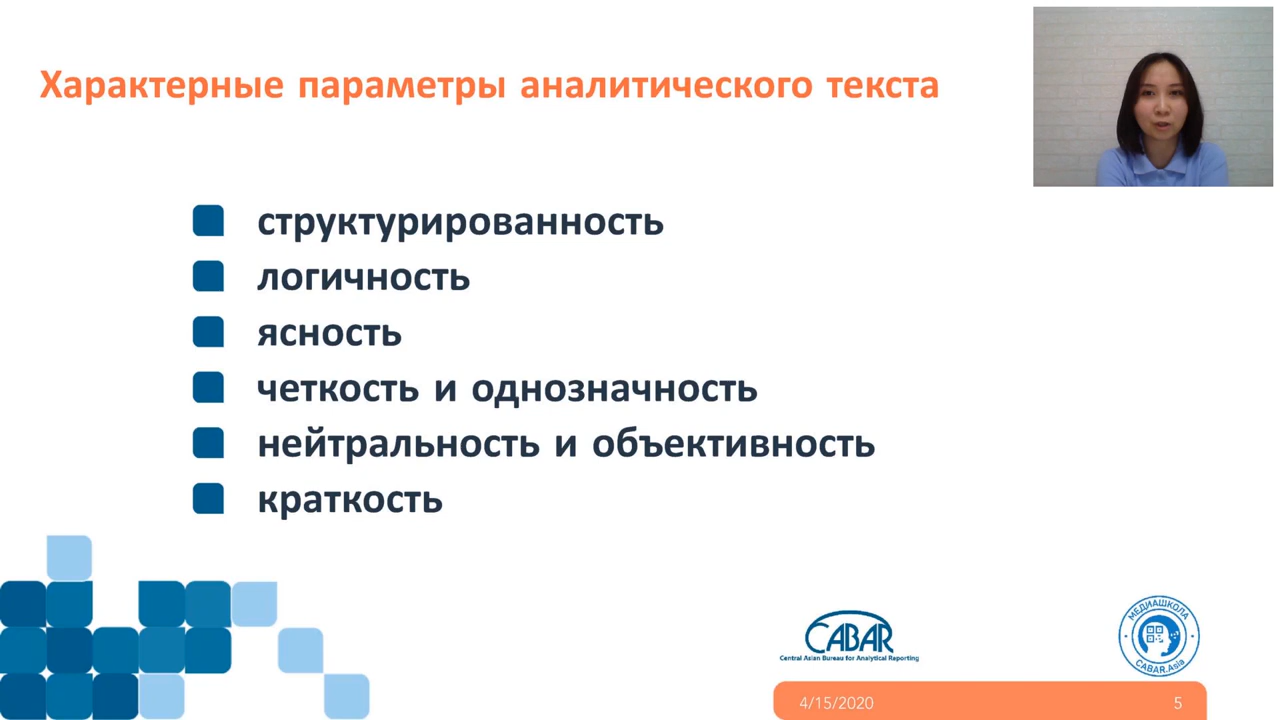 Характерные параметры аналитического текста
структурированность
логичность
ясность
четкость и однозначность
нейтральность и объективность
краткость
CABAR
Central Asian Bureau for Analytical Reporting
МЕДИАШКОЛА
CABAR.Asia
4/15/2020
5